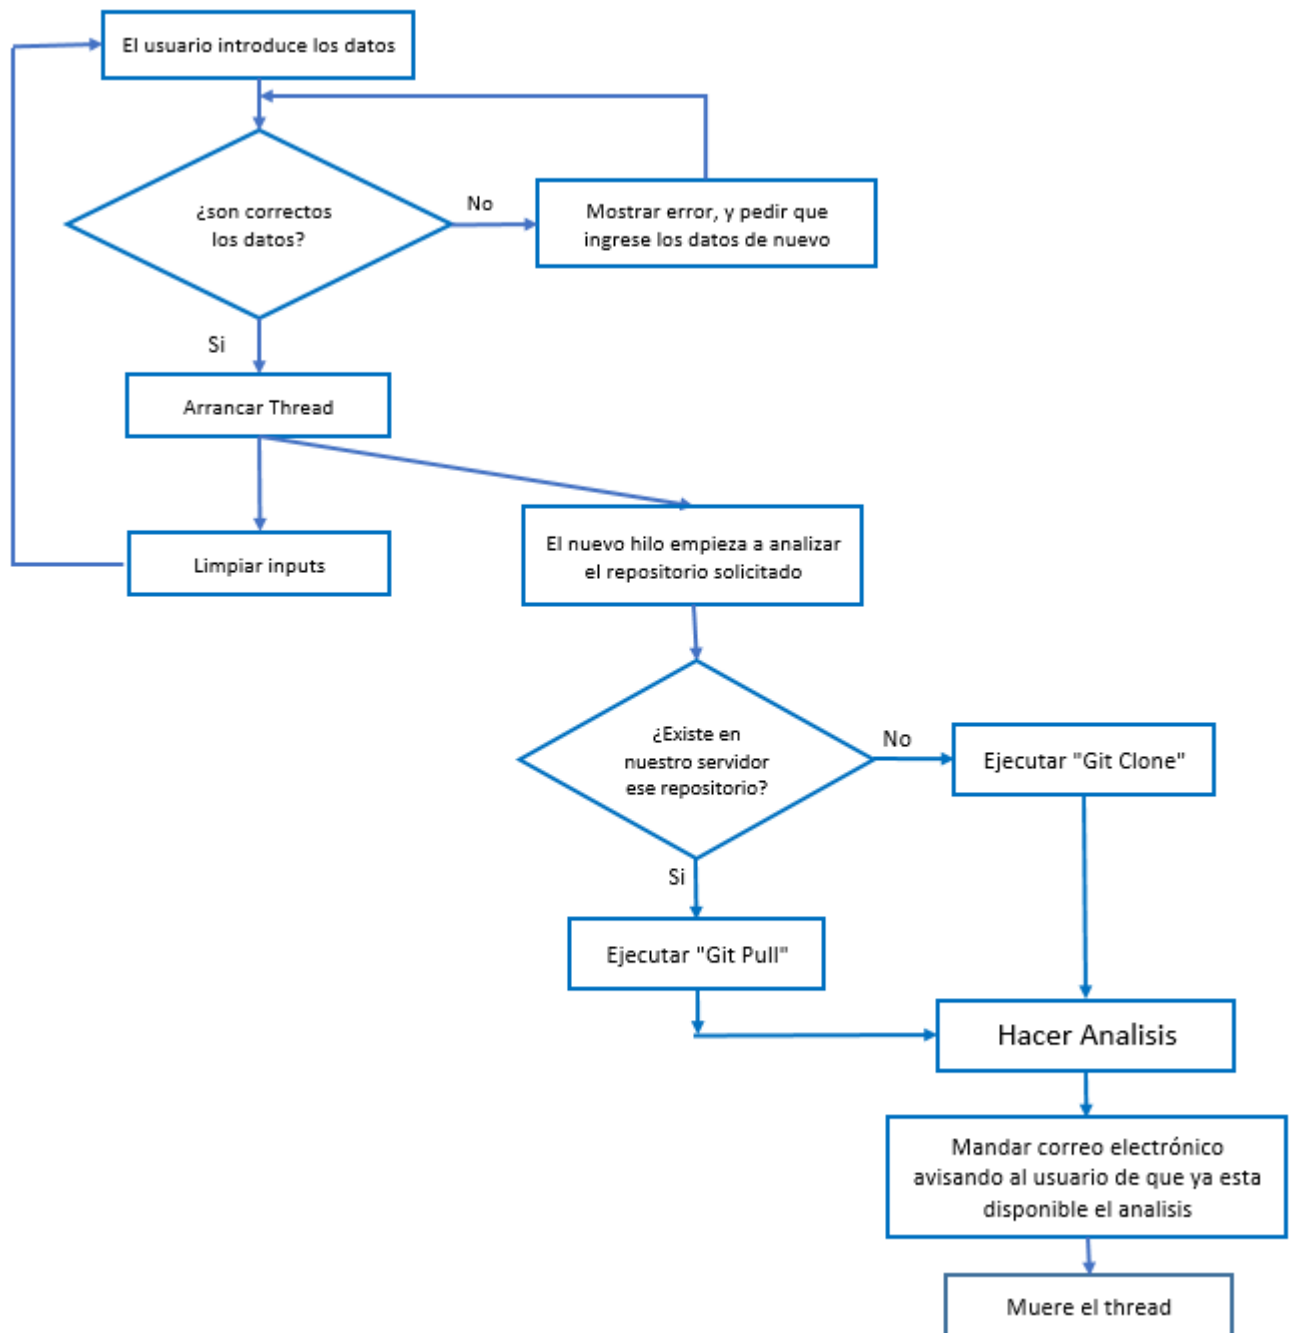 El usuario introduce los datos
¿son correctos
los datos?
No
Mostrar error, y pedir que
ingrese los datos de nuevo
Si
Arrancar Thread
Limpiar inputs
El nuevo hilo empieza a analizar
el repositorio solicitado
¿Existe en
nuestro servidor
ese repositorio?
No
Ejecutar "Git Clone"
Si
Ejecutar "Git Pull"
Hacer Analisis
Mandar correo electrónico
avisando al usuario de que ya esta
disponible el analisis
Muere el thread